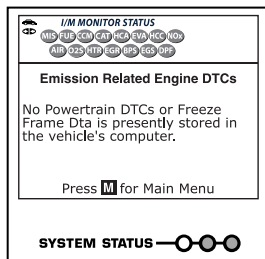 I/M MONITOR STATUS
MIS FUE CCM CAT HCA EVA HCC NOx
AIR O2S HTR EGR BPS EGS DPF
Emission Related Engine DTCs
No Powertrain DTCs or Freeze
Frame Dta is presently stored in
the vehicle's computer.
Press M for Main Menu
SYSTEM STATUS